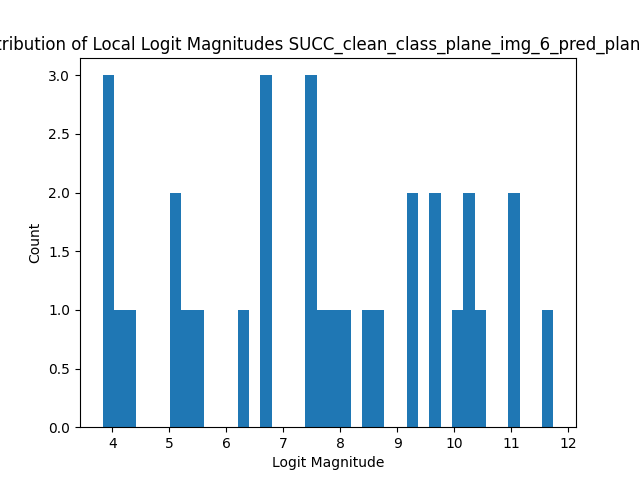 tribution of Local Logit Magnitudes SUCC_clean_class_plane_img_6_pred_plan
3.0
2.5
2.0
1.5
1.0
0.5
0.0
Count
4 5 6 7 8 9 10 11 12
Logit Magnitude